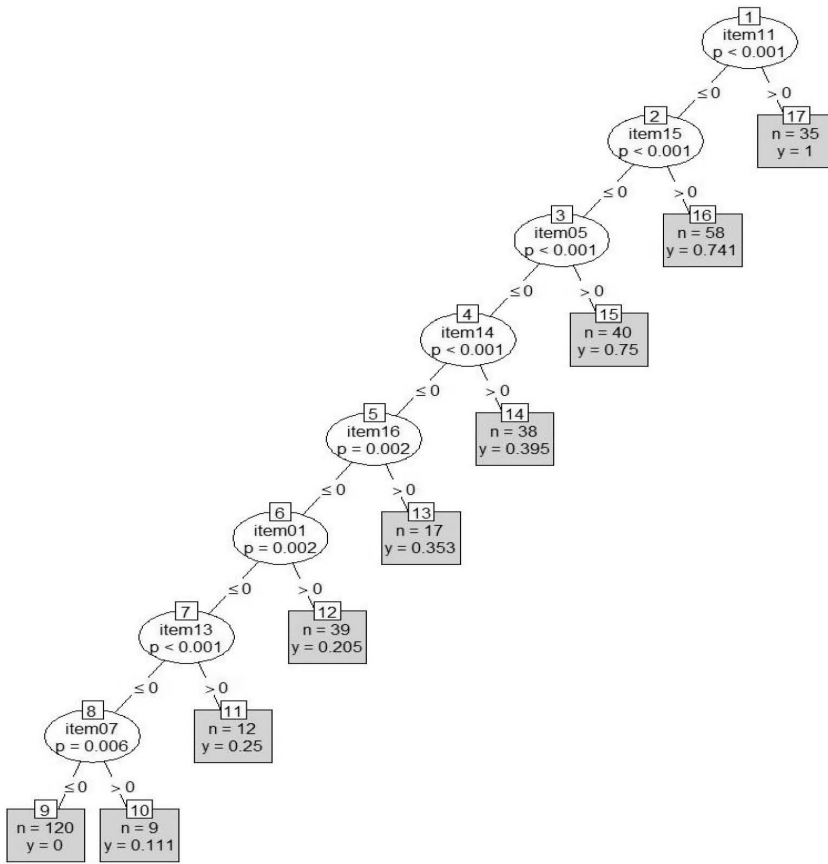 1
item11
p < 0.001
≤ 0
> 0
2
item15
p < 0.001
17
n = 35
y = 1
≤ 0
> 0
3
item05
p < 0.001
16
n = 58
y = 0.741
≤ 0
> 0
4
item14
p < 0.001
15
n = 40
y = 0.75
≤ 0
> 0
5
item16
p = 0.002
14
n = 38
y = 0.395
≤ 0
> 0
6
item01
p = 0.002
13
n = 17
y = 0.353
≤ 0
> 0
7
item13
p < 0.001
12
n = 39
y = 0.205
≤ 0
> 0
8
item07
p = 0.006
11
n = 12
y = 0.25
≤ 0
> 0
9
n = 120
y = 0
10
n = 9
y = 0.111